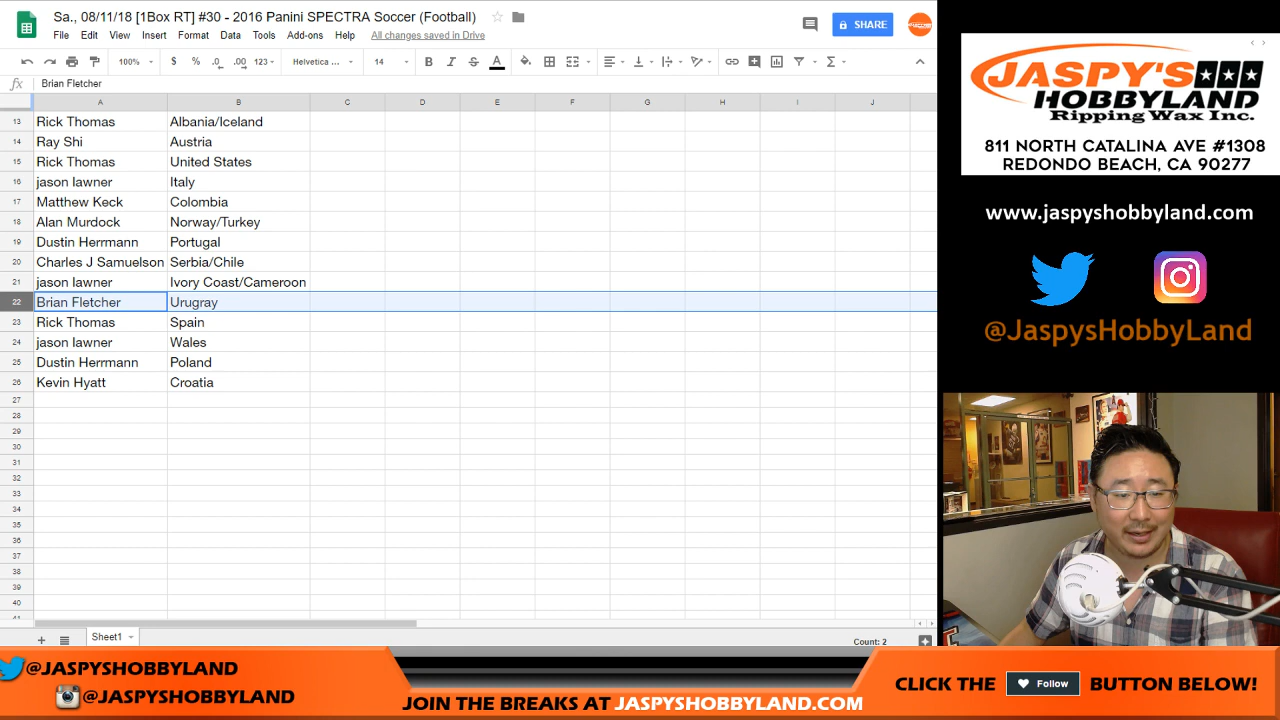 Sa., 08/11/18 [1Box RT] #30 - 2016 Panini SPECTRA Soccer (Football)
File Edit View Insert Format Data Tools Add-ons Help All changes saved in Drive
SHARE
100% $ % .0 .00 123 Helvetica ... 14 B I S A
fx Brian Fletcher
A B C D E F G H I J
13 Rick Thomas Albania/Iceland
14 Ray Shi Austria
15 Rick Thomas United States
16 jason lawner Italy
17 Matthew Keck Colombia
18 Alan Murdock Norway/Turkey
19 Dustin Herrmann Portugal
20 Charles J Samuelson Serbia/Chile
21 jason lawner Ivory Coast/Cameroon
22 Brian Fletcher Urugray
23 Rick Thomas Spain
24 jason lawner Wales
25 Dustin Herrmann Poland
26 Kevin Hyatt Croatia
27
28
29
30
31
32
33
34
35
36
37
38
39
40
Sheet1
Count: 2
JASPY'S
HOBBYLAND
Ripping Wax Inc.
811 NORTH CATALINA AVE #1308
REDONDO BEACH, CA 90277
www.jaspyshobbyland.com
@JaspysHobbyLand
@JASPYSHOBBYLAND
@JASPYSHOBBYLAND
JOIN THE BREAKS AT JASPYSHOBBYLAND.COM
CLICK THE Follow BUTTON BELOW!